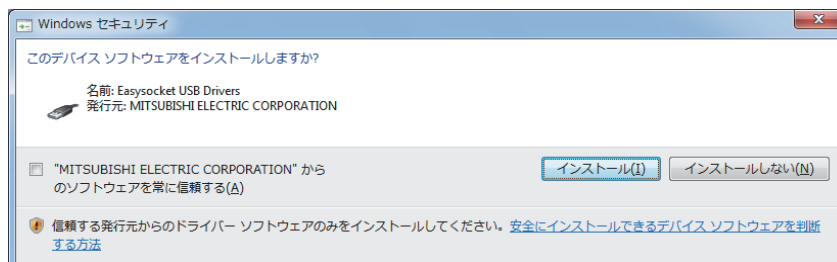 Windows セキュリティ
このデバイス ソフトウェアをインストールしますか?
名前: Easysocket USB Drivers
発行元: MITSUBISHI ELECTRIC CORPORATION
"MITSUBISHI ELECTRIC CORPORATION" から
のソフトウェアを常に信頼する(A)
インストール(I)
インストールしない(N)
信頼する発行元からのドライバー ソフトウェアのみをインストールしてください。安全にインストールできるデバイス ソフトウェアを判断
する方法